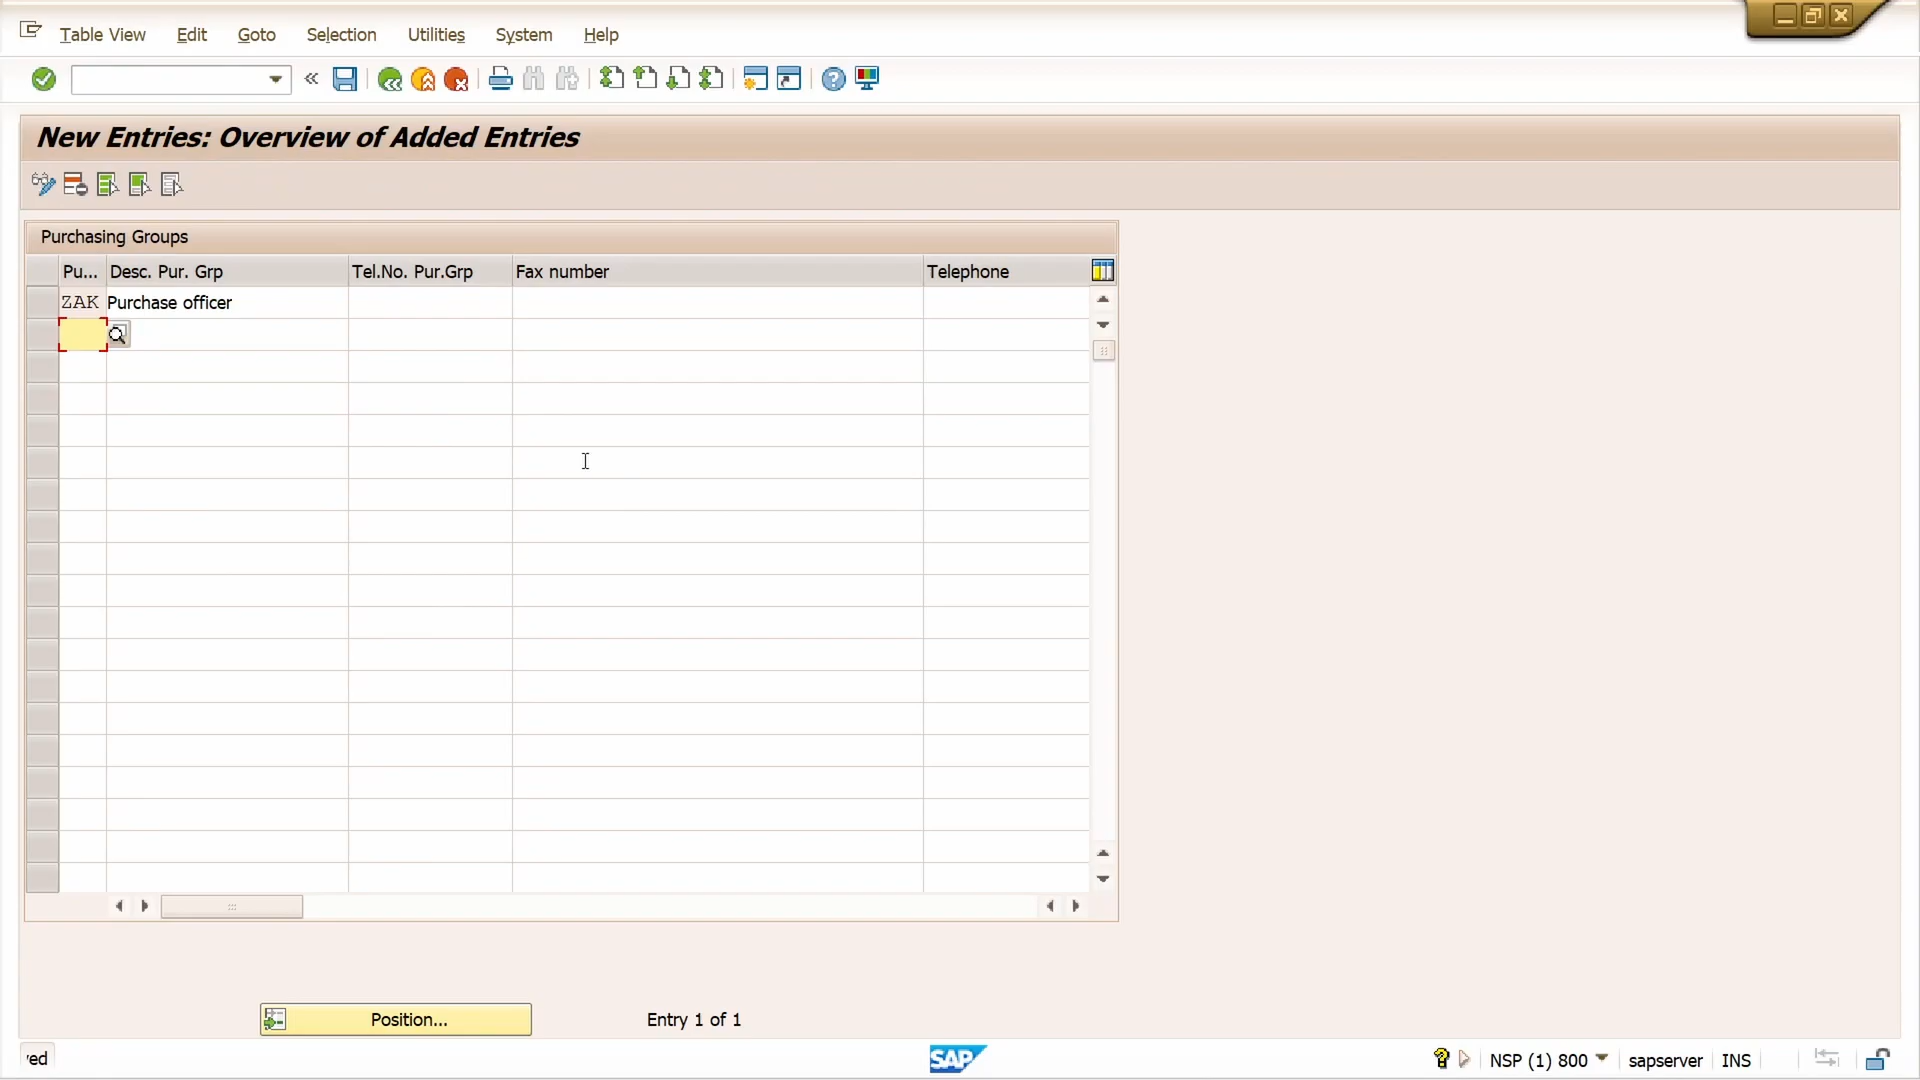 Table View Edit Goto Selection Utilities System Help
New Entries: Overview of Added Entries
Purchasing Groups
Pu... Desc. Pur. Grp Tel.No. Pur.Grp Fax number Telephone
ZAK Purchase officer
Position... Entry 1 of 1
ved SAP NSP (1) 800 sapserver INS